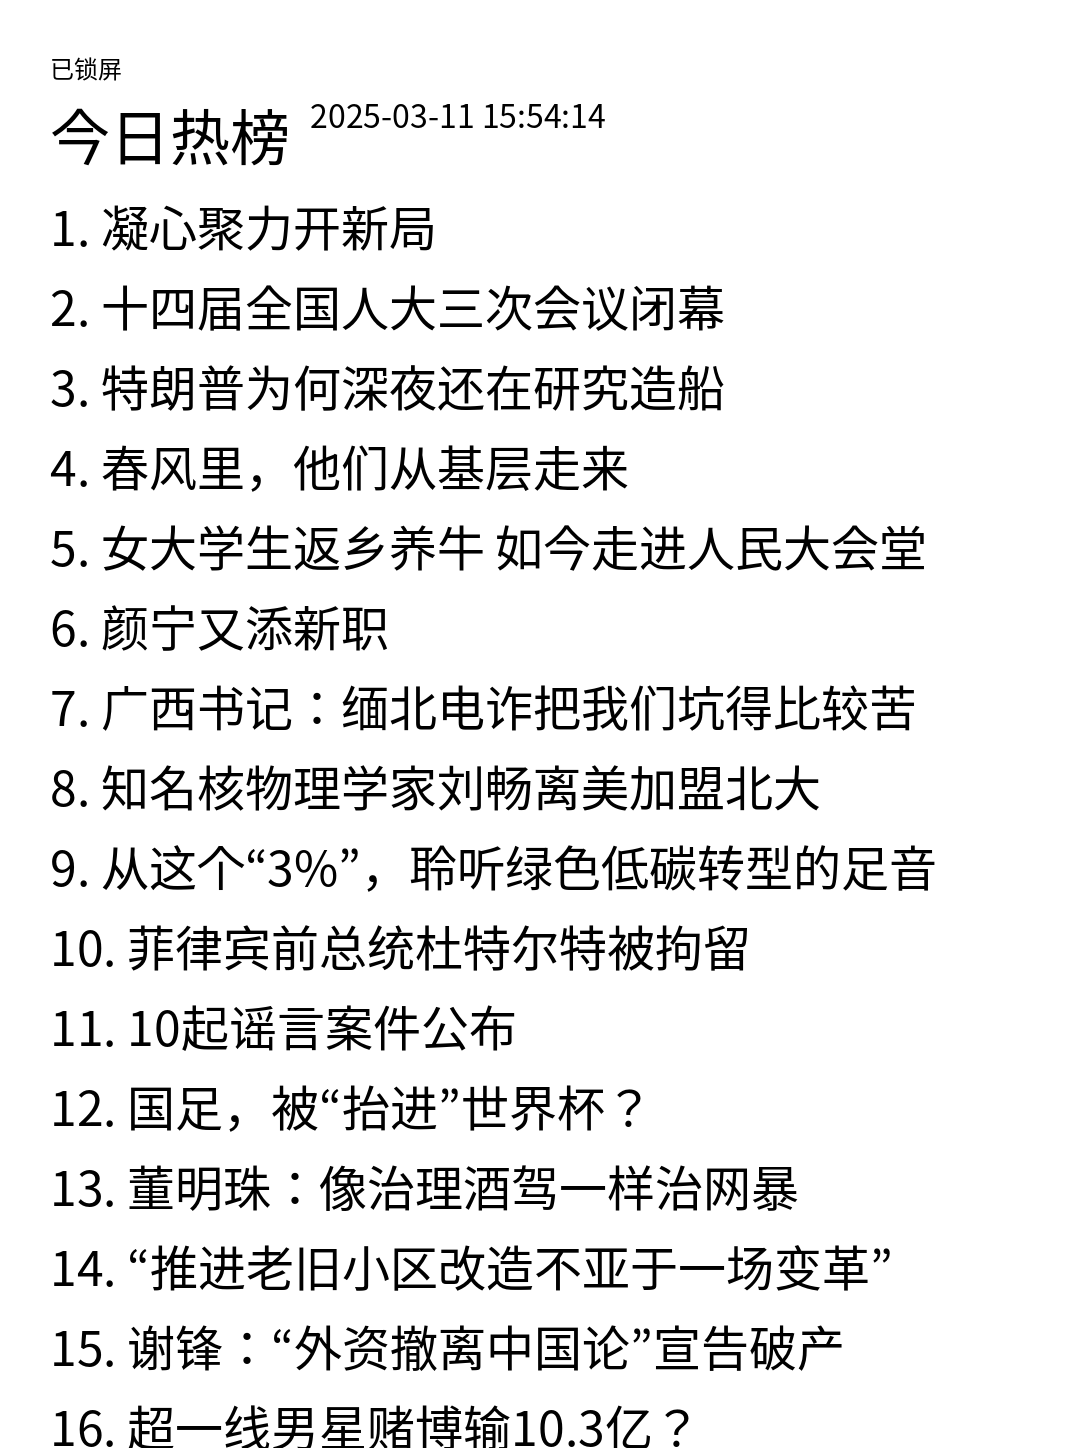 已锁屏
今日热榜 2025-03-11 15:54:14
1. 凝心聚力开新局
2. 十四届全国人大三次会议闭幕
3. 特朗普为何深夜还在研究造船
4. 春风里，他们从基层走来
5. 女大学生返乡养牛 如今走进人民大会堂
6. 颜宁又添新职
7. 广西书记：缅北电诈把我们坑得比较苦
8. 知名核物理学家刘畅离美加盟北大
9. 从这个“3%”，聆听绿色低碳转型的足音
10. 菲律宾前总统杜特尔特被拘留
11. 10起谣言案件公布
12. 国足，被“抬进”世界杯？
13. 董明珠：像治理酒驾一样治网暴
14. “推进老旧小区改造不亚于一场变革”
15. 谢锋：“外资撤离中国论”宣告破产
16. 超一线男星赌博输10.3亿？